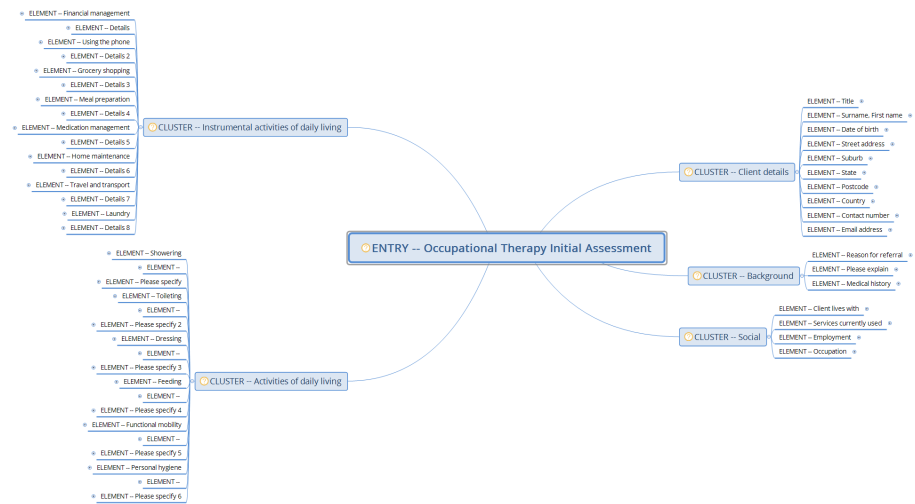 ENTRY -- Occupational Therapy Initial Assessment
CLUSTER -- Client details
ELEMENT -- Title
ELEMENT -- Surname, First name
ELEMENT -- Date of birth
ELEMENT -- Street address
ELEMENT -- Suburb
ELEMENT -- State
ELEMENT -- Postcode
ELEMENT -- Country
ELEMENT -- Contact number
ELEMENT -- Email address
CLUSTER -- Background
ELEMENT -- Reason for referral
ELEMENT -- Please explain
ELEMENT -- Medical history
CLUSTER -- Social
ELEMENT -- Client lives with
ELEMENT -- Services currently used
ELEMENT -- Employment
ELEMENT -- Occupation
CLUSTER -- Instrumental activities of daily living
ELEMENT -- Financial management
ELEMENT -- Details
ELEMENT -- Using the phone
ELEMENT -- Details 2
ELEMENT -- Grocery shopping
ELEMENT -- Details 3
ELEMENT -- Meal preparation
ELEMENT -- Details 4
ELEMENT -- Medication management
ELEMENT -- Details 5
ELEMENT -- Home maintenance
ELEMENT -- Details 6
ELEMENT -- Travel and transport
ELEMENT -- Details 7
ELEMENT -- Laundry
ELEMENT -- Details 8
CLUSTER -- Activities of daily living
ELEMENT -- Showering
ELEMENT --
ELEMENT -- Please specify
ELEMENT -- Toileting
ELEMENT --
ELEMENT -- Please specify 2
ELEMENT -- Dressing
ELEMENT --
ELEMENT -- Please specify 3
ELEMENT -- Feeding
ELEMENT --
ELEMENT -- Please specify 4
ELEMENT -- Functional mobility
ELEMENT --
ELEMENT -- Please specify 5
ELEMENT -- Personal hygiene
ELEMENT --
ELEMENT -- Please specify 6